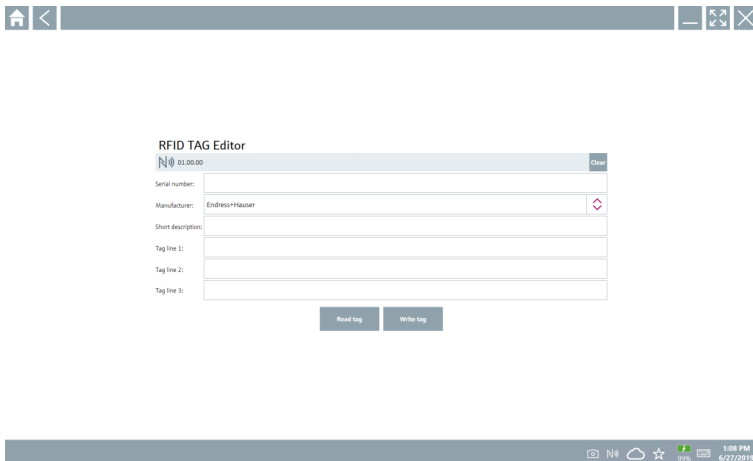 RFID TAG Editor
01.00.00
Clear
Serial number:
Manufacturer: Endress+Hauser
Short description:
Tag line 1:
Tag line 2:
Tag line 3:
Read tag Write tag
99%
1:08 PM